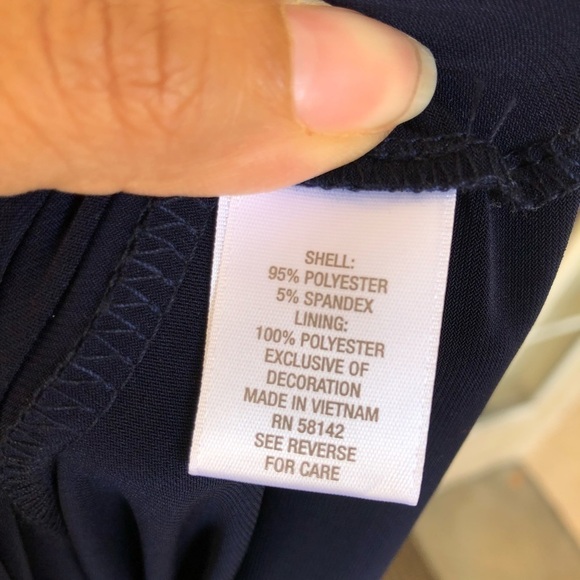 SHELL:
95% POLYESTER
5% SPANDEX
LINING:
100% POLYESTER
EXCLUSIVE OF
DECORATION
MADE IN VIETNAM
RN 58142
SEE REVERSE
FOR CARE